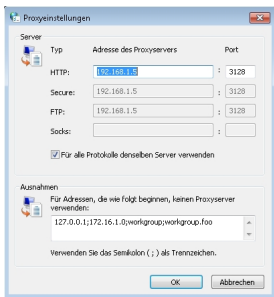 Proxyeinstellungen
Server
Typ Adresse des Proxyservers Port
HTTP: 192.168.1.5 : 3128
Secure: 192.168.1.5 : 3128
FTP: 192.168.1.5 : 3128
Socks: :
Für alle Protokolle denselben Server verwenden
Ausnahmen
Für Adressen, die wie folgt beginnen, keinen Proxyserver
verwenden:
127.0.0.1;172.16.1.0;workgroup;workgroup.foo
Verwenden Sie das Semikolon ( ; ) als Trennzeichen.
OK Abbrechen